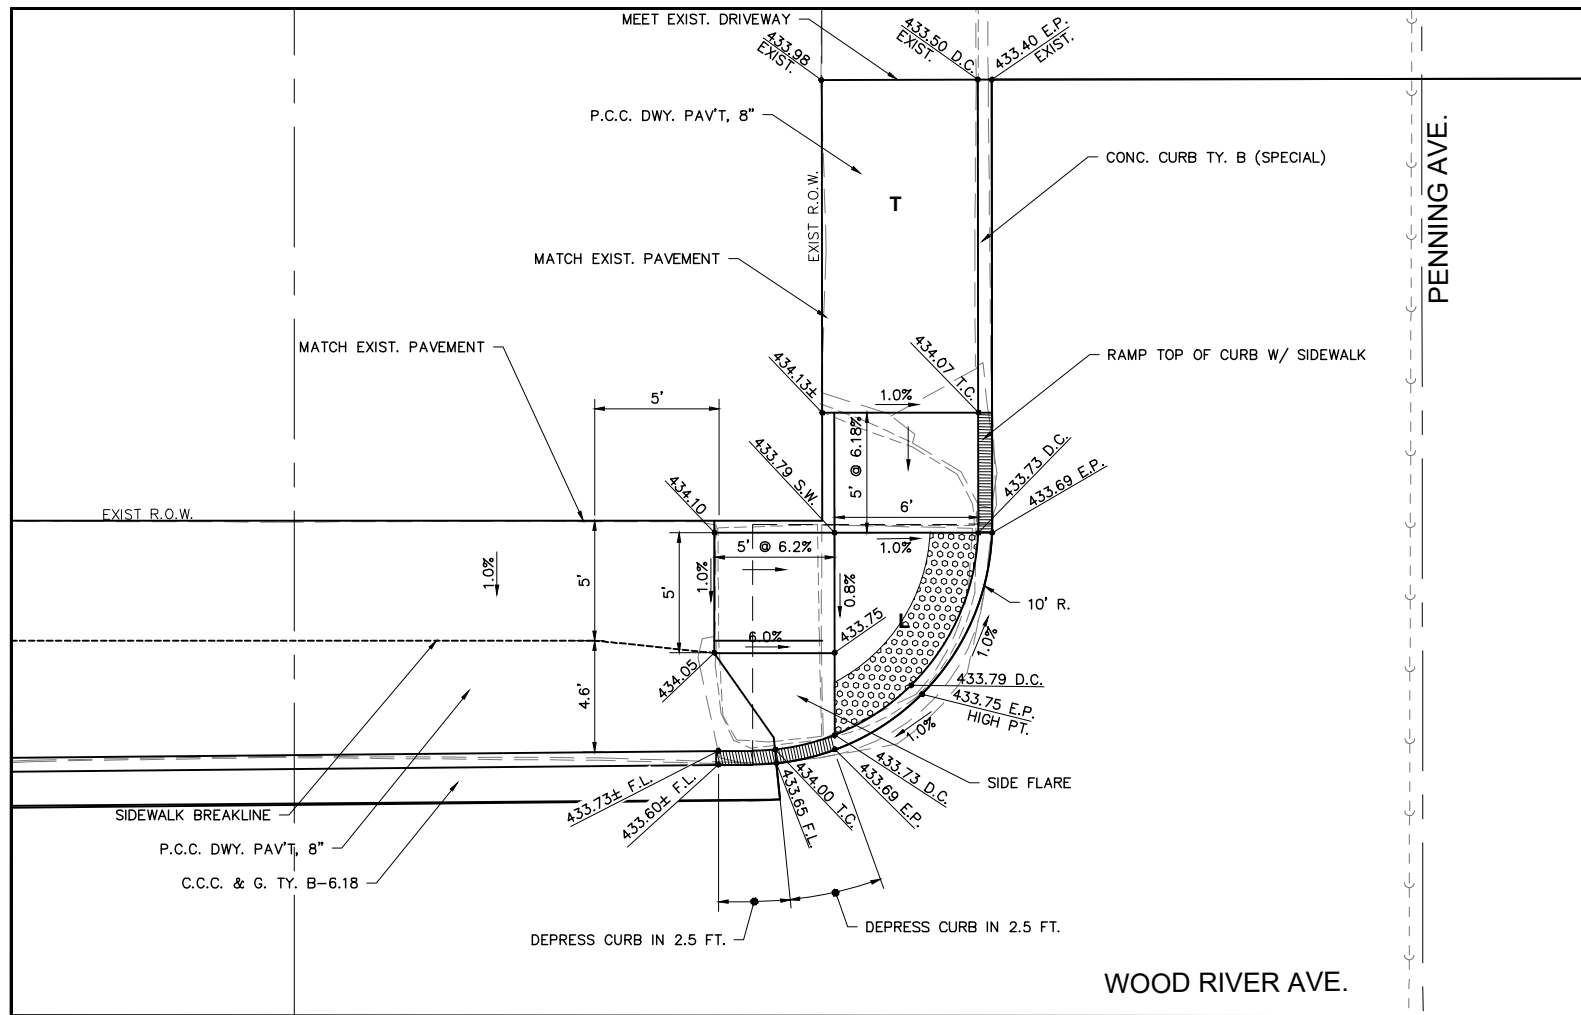 MEET EXIST. DRIVEWAY
433.98
EXIST.
433.50 D.C.
EXIST.
433.40 E.P.
EXIST.
P.C.C. DWY. PAV'T, 8"
PENNING AVE.
CONC. CURB TY. B (SPECIAL)
EXIST R.O.W.
T
MATCH EXIST. PAVEMENT
MATCH EXIST. PAVEMENT
RAMP TOP OF CURB W/ SIDEWALK
434.13±
434.07 T.C.
1.0%
5'
5' @ 6.18%
433.79 S.W.
433.73 D.C.
433.69 E.P.
434.10
6'
EXIST R.O.W.
5' @ 6.2%
1.0%
1.0%
5'
5'
1.0%
0.8%
10' R.
L
433.75
6.0%
1.0%
434.05
433.79 D.C.
433.75 E.P.
HIGH PT.
4.6'
1.0%
SIDE FLARE
433.73± F.L.
433.60± F.L.
433.65 F.L.
434.00 T.C.
433.73 D.C.
433.69 E.P.
SIDEWALK BREAKLINE
P.C.C. DWY. PAV'T, 8"
C.C.C. & G. TY. B-6.18
DEPRESS CURB IN 2.5 FT.
DEPRESS CURB IN 2.5 FT.
WOOD RIVER AVE.